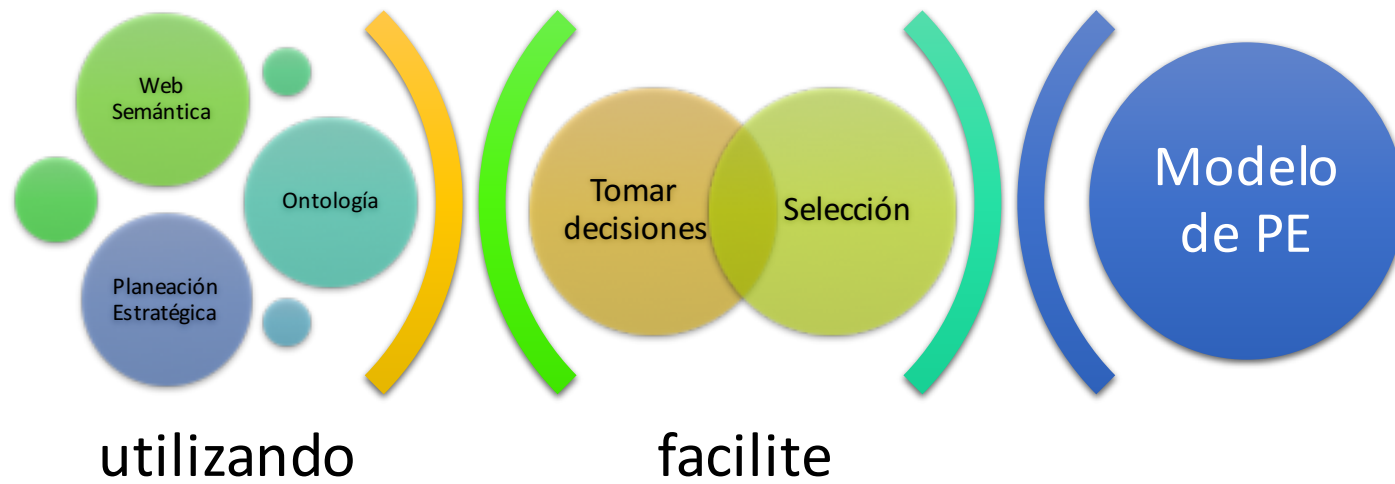 Web
Semántica
Ontología
Planeación
Estratégica
utilizando
Tomar
decisiones
Selección
facilite
Modelo
de PE